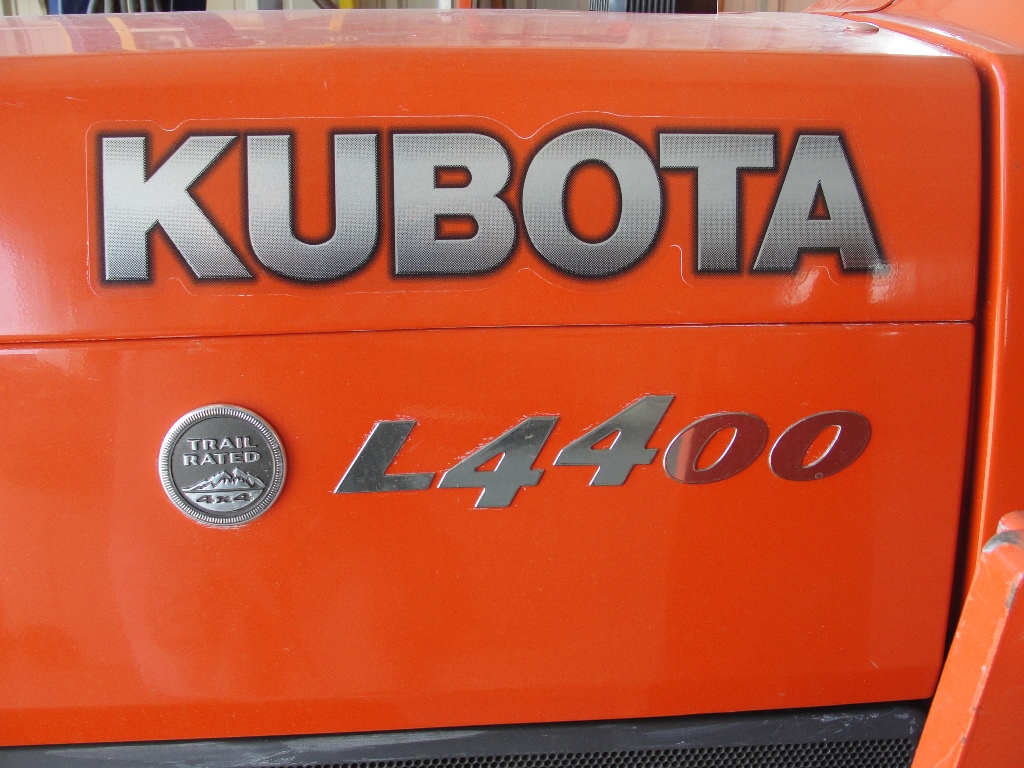 KUBOTA
TRAIL
RATED
4x4
L4400